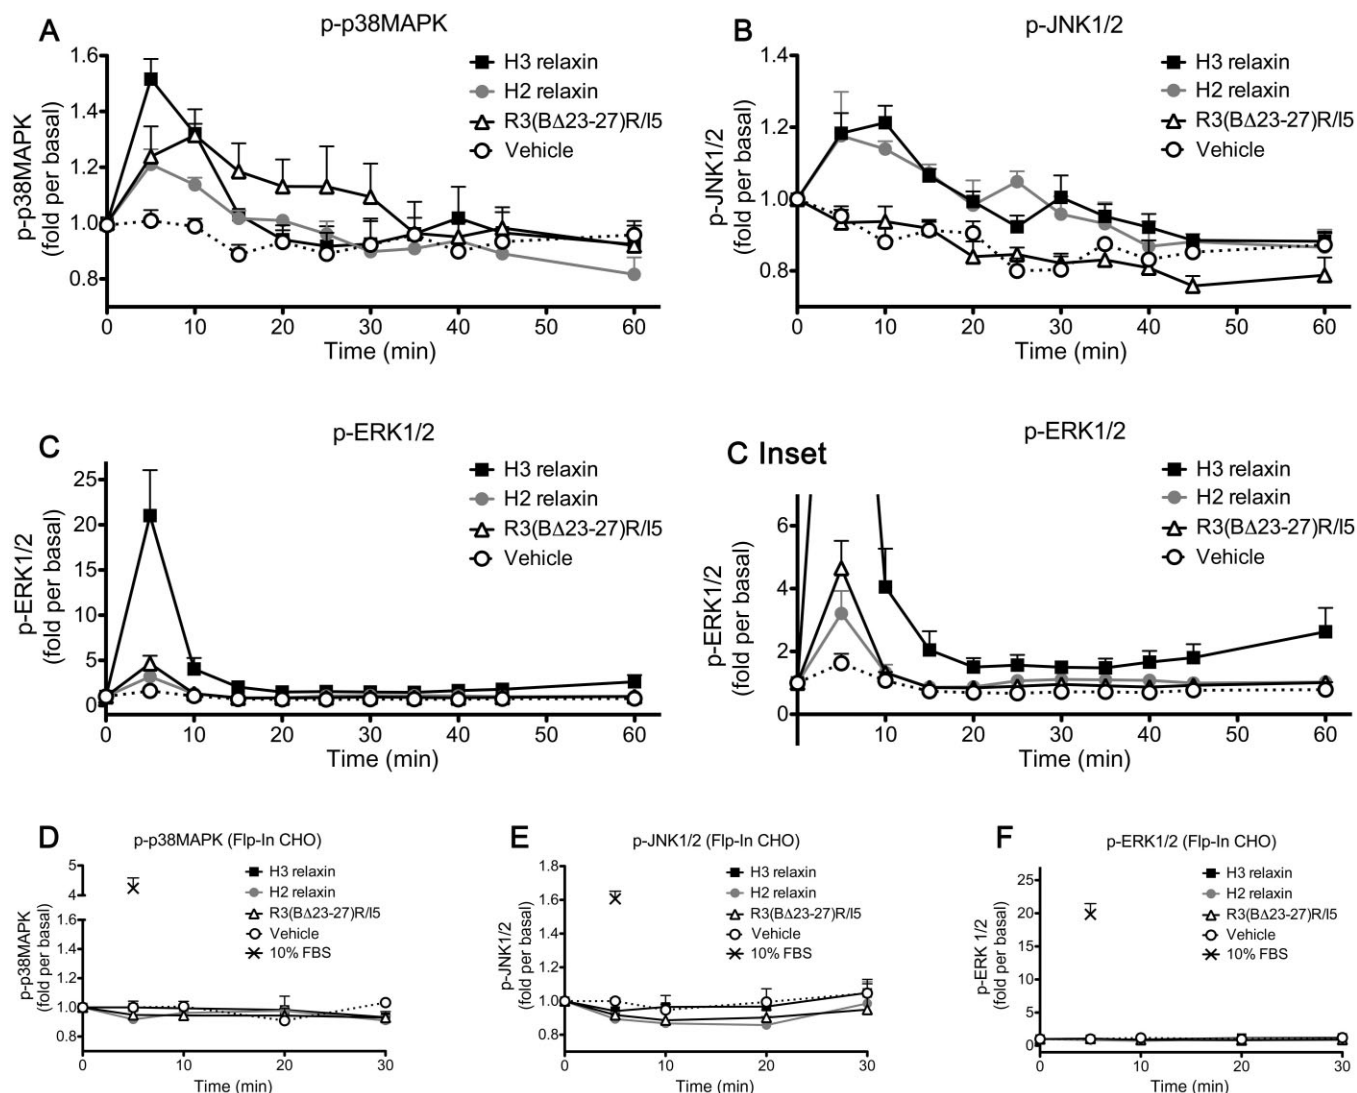 A
p-p38MAPK
p-p38MAPK
(fold per basal)
1.6
1.4
1.2
1.0
0.8
H3 relaxin
H2 relaxin
R3(BΔ23-27)R/I5
Vehicle
0 10 20 30 40 50 60
Time (min)
B
p-JNK1/2
p-JNK1/2
(fold per basal)
1.4
1.2
1.0
0.8
H3 relaxin
H2 relaxin
R3(BΔ23-27)R/I5
Vehicle
0 10 20 30 40 50 60
Time (min)
C
p-ERK1/2
p-ERK1/2
(fold per basal)
25
20
15
10
5
0
H3 relaxin
H2 relaxin
R3(BΔ23-27)R/I5
Vehicle
0 10 20 30 40 50 60
Time (min)
C Inset
p-ERK1/2
p-ERK1/2
(fold per basal)
6
4
2
0
H3 relaxin
H2 relaxin
R3(BΔ23-27)R/I5
Vehicle
10 20 30 40 50 60
Time (min)
D
p-p38MAPK (Flp-In CHO)
p-p38MAPK
(fold per basal)
5
4
1.6
1.4
1.2
1.0
0.8
H3 relaxin
H2 relaxin
R3(BΔ23-27)R/I5
Vehicle
10% FBS
0 10 20 30
Time (min)
E
p-JNK1/2 (Flp-In CHO)
p-JNK1/2
(fold per basal)
1.8
1.6
1.4
1.2
1.0
0.8
H3 relaxin
H2 relaxin
R3(BΔ23-27)R/I5
Vehicle
10% FBS
0 10 20 30
Time (min)
F
p-ERK1/2 (Flp-In CHO)
p-ERK 1/2
(fold per basal)
25
20
15
10
5
0
H3 relaxin
H2 relaxin
R3(BΔ23-27)R/I5
Vehicle
10% FBS
0 10 20 30
Time (min)